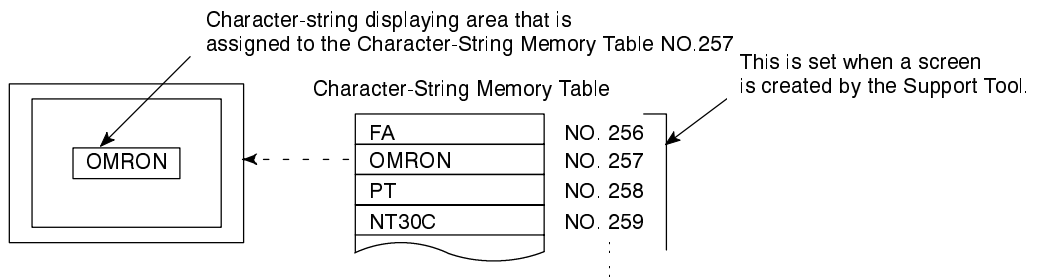 Character-string displaying area that is
assigned to the Character-String Memory Table NO.257
This is set when a screen
is created by the Support Tool.
Character-String Memory Table
FA NO. 256
OMRON OMRON NO. 257
PT NO. 258
NT30C NO. 259